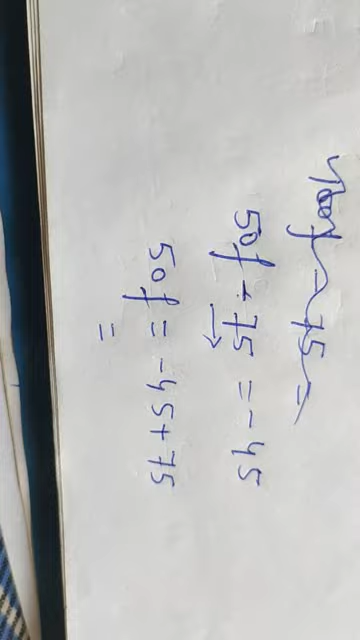 50f - 75 = -45
50f = -45 + 75
=